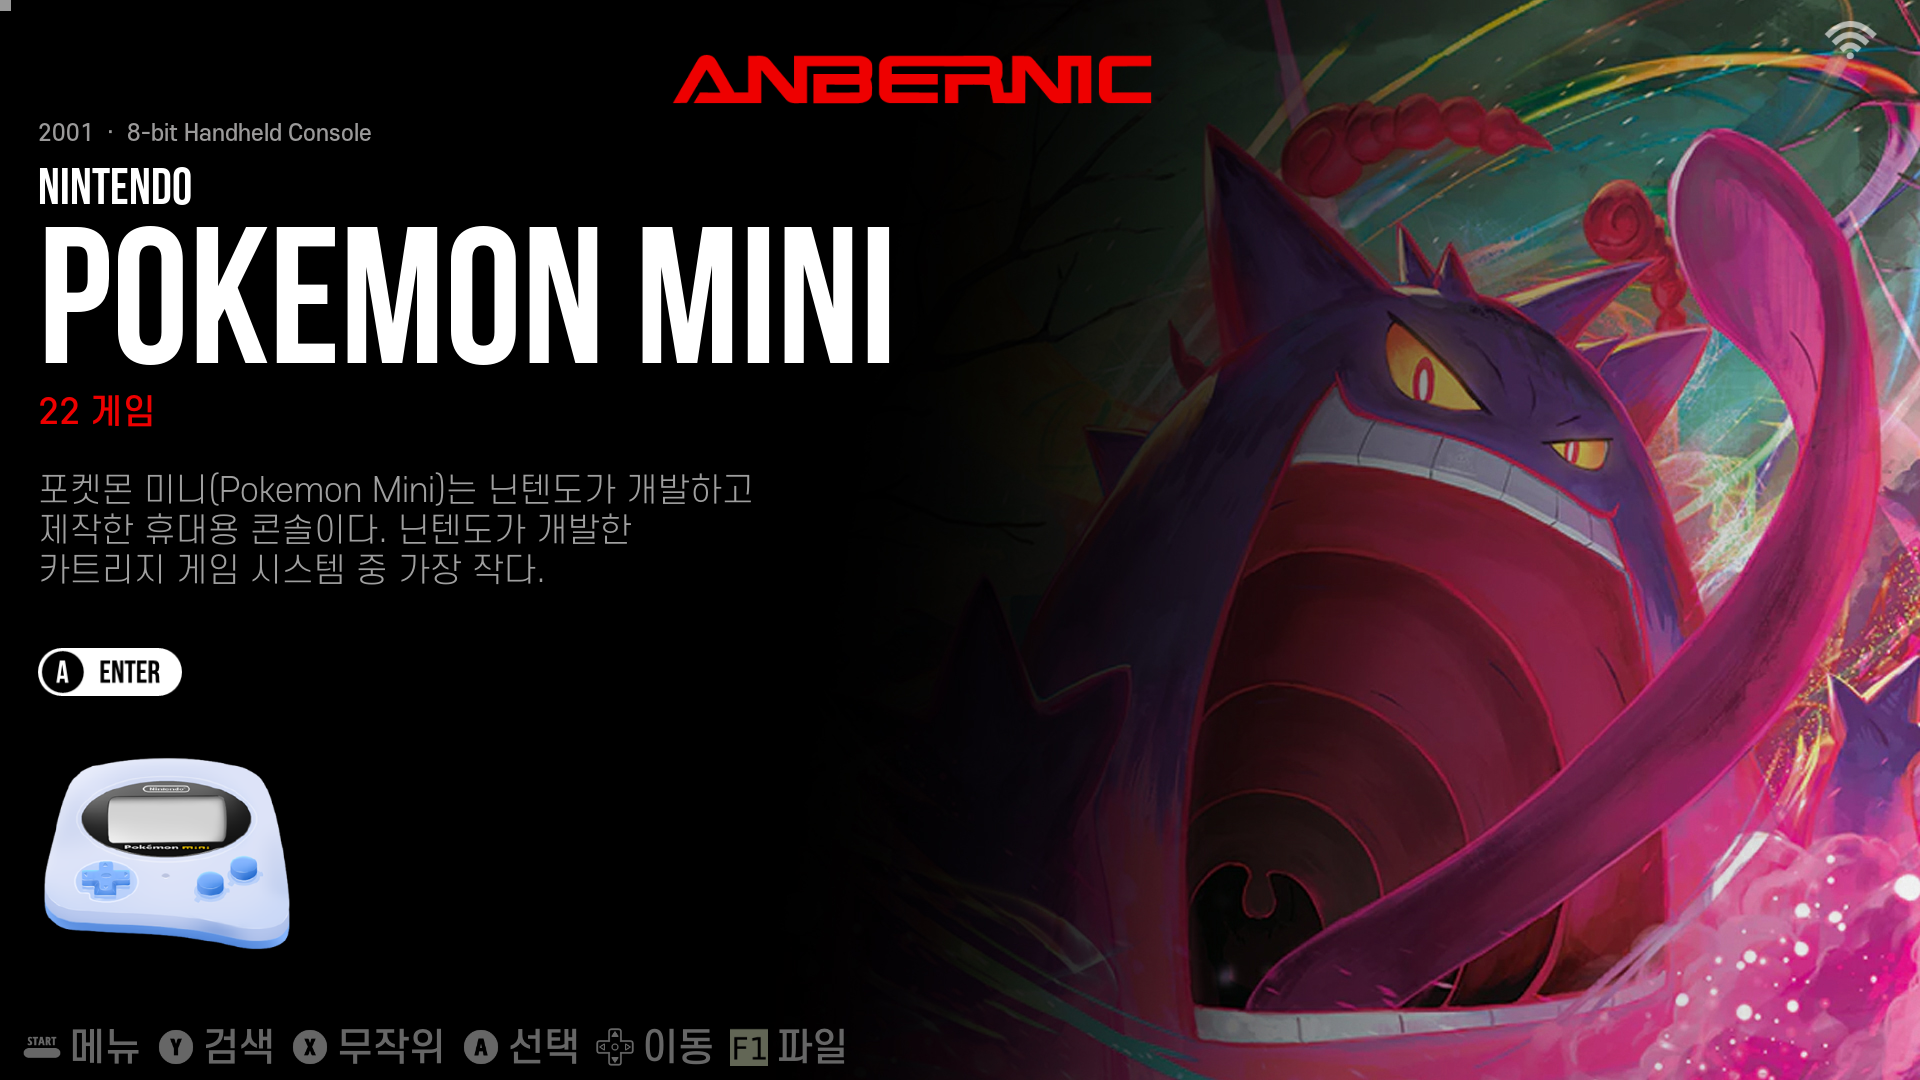 ANBERNIC
2001 · 8-bit Handheld Console
NINTENDO
POKEMON MINI
22 게임
포켓몬 미니(Pokemon Mini)는 닌텐도가 개발하고
제작한 휴대용 콘솔이다. 닌텐도가 개발한
카트리지 게임 시스템 중 가장 작다.
A ENTER
Nintendo
Pokémon mini
START 메뉴 Y 검색 X 무작위 A 선택 이동 F1 파일